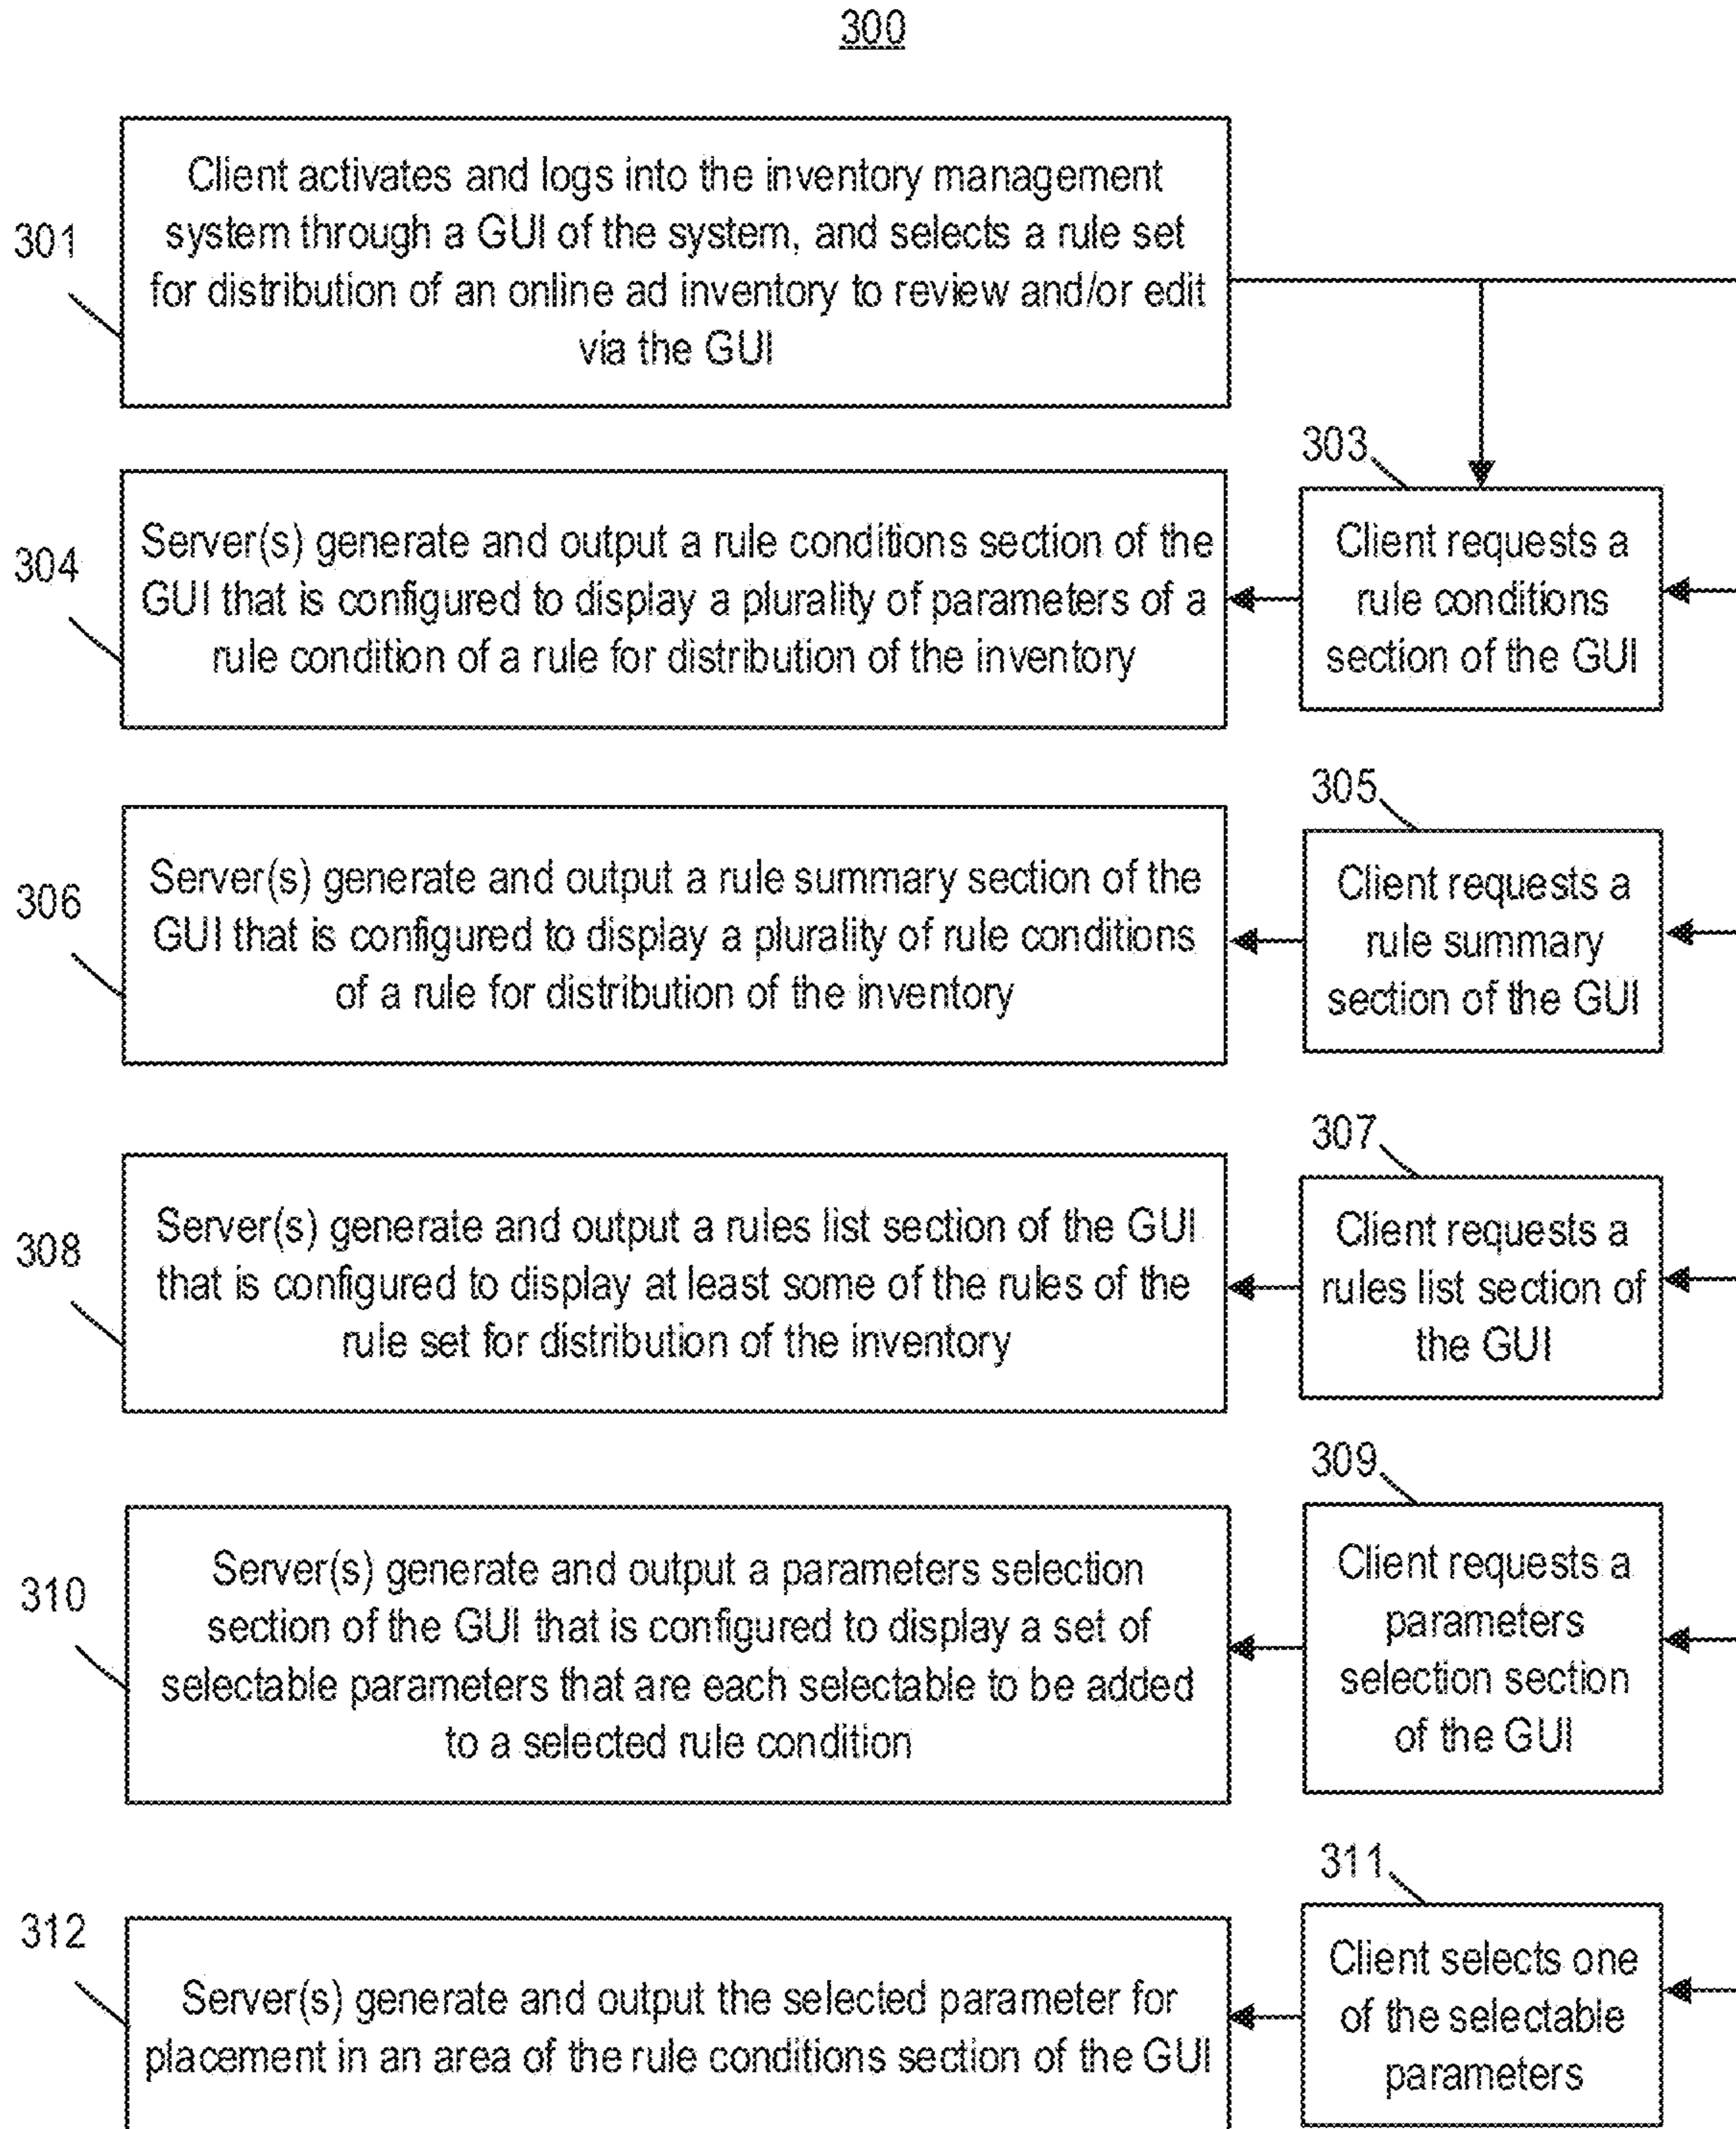 300
301
Client activates and logs into the inventory management
system through a GUI of the system, and selects a rule set
for distribution of an online ad inventory to review and/or edit
via the GUI
303
Client requests a
rule conditions
section of the GUI
304
Server(s) generate and output a rule conditions section of the
GUI that is configured to display a plurality of parameters of a
rule condition of a rule for distribution of the inventory
305
Client requests a
rule summary
section of the GUI
306
Server(s) generate and output a rule summary section of the
GUI that is configured to display a plurality of rule conditions
of a rule for distribution of the inventory
307
Client requests a
rules list section of
the GUI
308
Server(s) generate and output a rules list section of the GUI
that is configured to display at least some of the rules of the
rule set for distribution of the inventory
309
Client requests a
parameters
selection section
of the GUI
310
Server(s) generate and output a parameters selection
section of the GUI that is configured to display a set of
selectable parameters that are each selectable to be added
to a selected rule condition
311
Client selects one
of the selectable
parameters
312
Server(s) generate and output the selected parameter for
placement in an area of the rule conditions section of the GUI